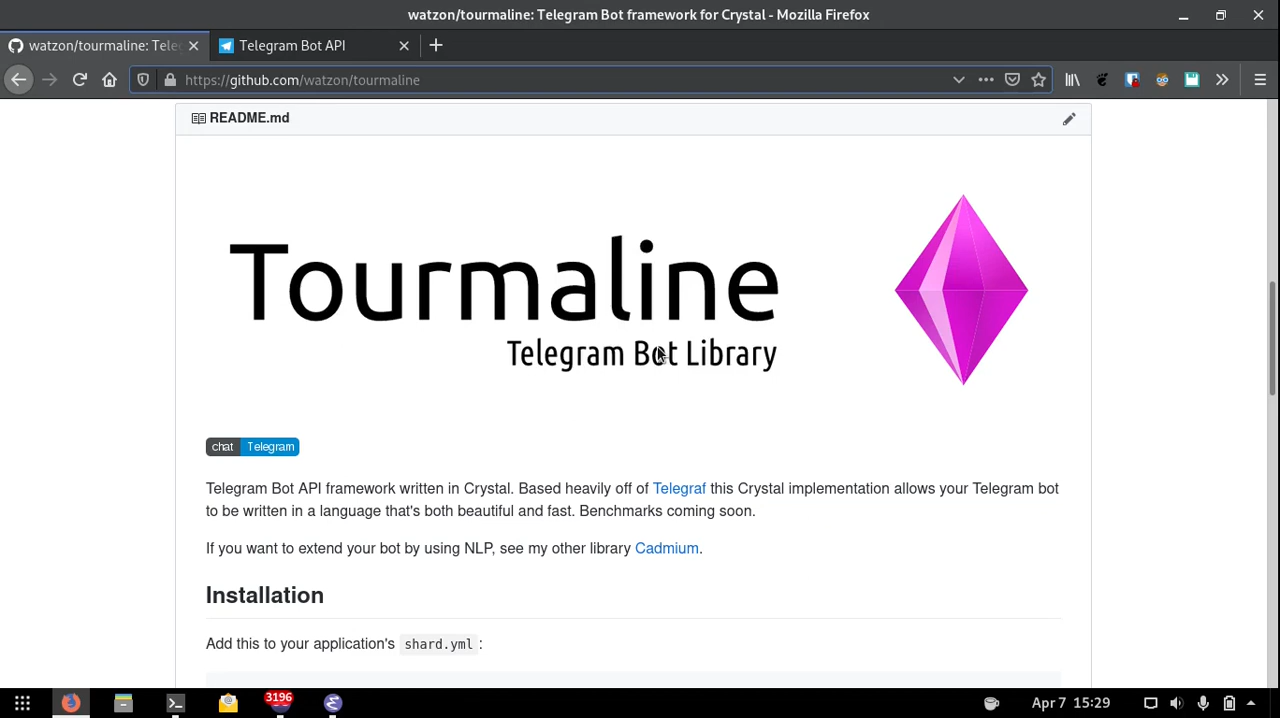 watzon/tourmaline: Telegram Bot framework for Crystal - Mozilla Firefox
watzon/tourmaline: Tele
Telegram Bot API
https://github.com/watzon/tourmaline
README.md
Tourmaline
Telegram Bot Library
chat Telegram
Telegram Bot API framework written in Crystal. Based heavily off of Telegraf this Crystal implementation allows your Telegram bot
to be written in a language that's both beautiful and fast. Benchmarks coming soon.
If you want to extend your bot by using NLP, see my other library Cadmium.
Installation
Add this to your application's shard.yml :
3196
Apr 7 15:29